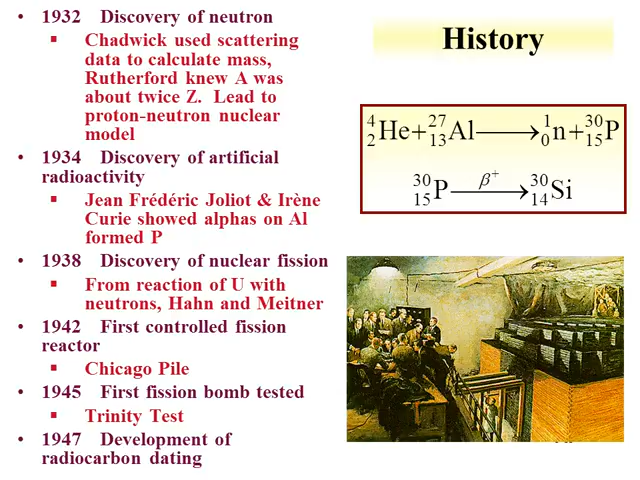 • 1932 Discovery of neutron
▪ Chadwick used scattering
data to calculate mass,
Rutherford knew A was
about twice Z. Lead to
proton-neutron nuclear
model
• 1934 Discovery of artificial
radioactivity
▪ Jean Frédéric Joliot & Irène
Curie showed alphas on Al
formed P
• 1938 Discovery of nuclear fission
▪ From reaction of U with
neutrons, Hahn and Meitner
• 1942 First controlled fission
reactor
▪ Chicago Pile
• 1945 First fission bomb tested
▪ Trinity Test
• 1947 Development of
radiocarbon dating
History
⁴₂He+²⁷₁₃Al⟶¹₀n+³⁰₁₅P
³⁰₁₅P —β⁺→ ³⁰₁₄Si